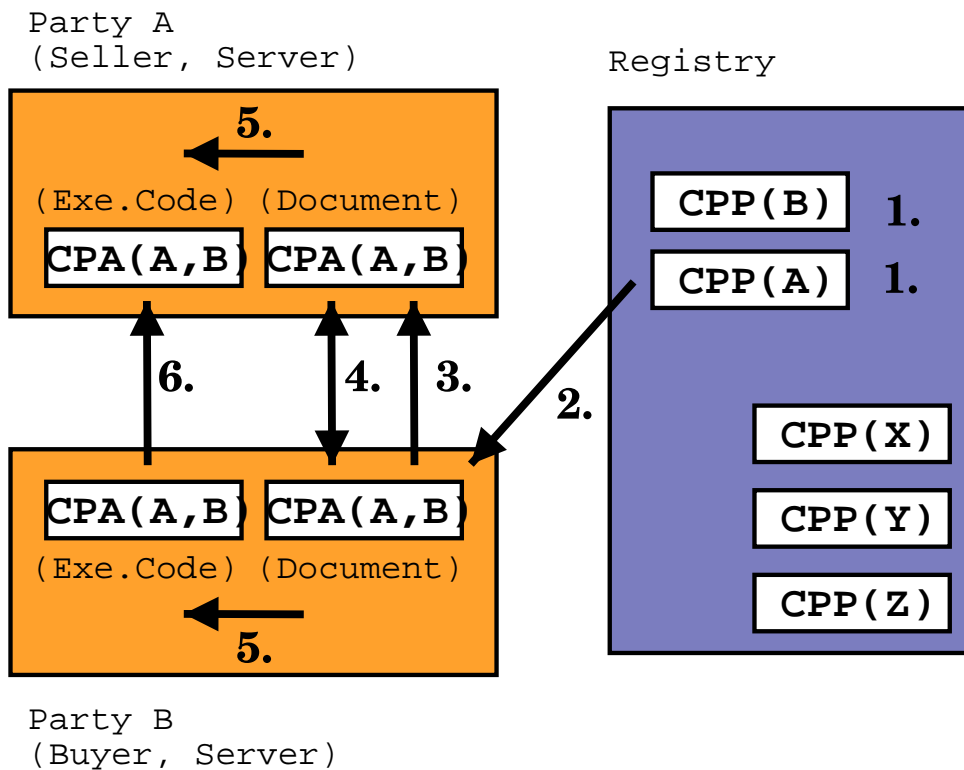 Party A
(Seller, Server)
Registry
5.
(Exe.Code) (Document)
CPA(A,B) CPA(A,B)
CPP(B) 1.
CPP(A) 1.
6. 4. 3. 2.
CPP(X)
CPP(Y)
CPP(Z)
CPA(A,B) CPA(A,B)
(Exe.Code) (Document)
5.
Party B
(Buyer, Server)